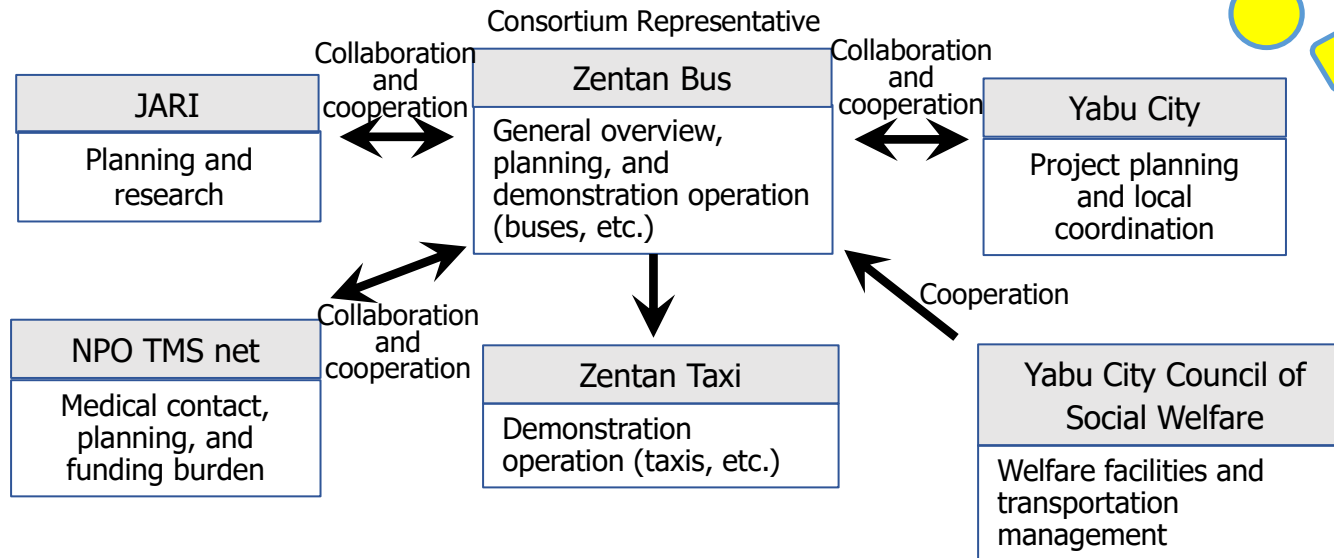 Consortium Representative
Collaboration
and
cooperation
Zentan Bus
General overview,
planning, and
demonstration operation
(buses, etc.)
Collaboration
and
cooperation
JARI
Planning and
research
Yabu City
Project planning
and local
coordination
Collaboration
and
cooperation
Cooperation
NPO TMS net
Medical contact,
planning, and
funding burden
Zentan Taxi
Demonstration
operation (taxis, etc.)
Yabu City Council of
Social Welfare
Welfare facilities and
transportation
management